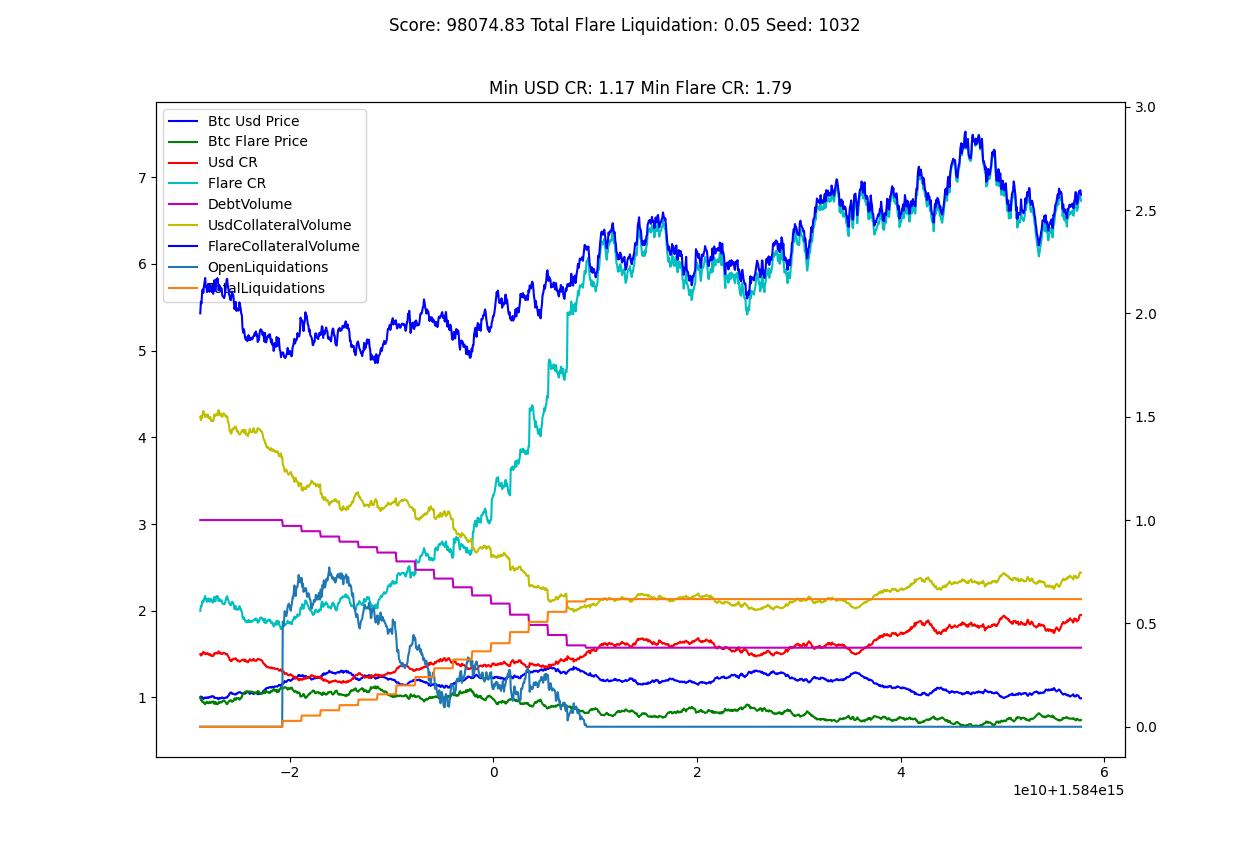 Score: 98074.83 Total Flare Liquidation: 0.05 Seed: 1032
Min USD CR: 1.17 Min Flare CR: 1.79
Btc Usd Price
Btc Flare Price
Usd CR
Flare CR
DebtVolume
UsdCollateralVolume
FlareCollateralVolume
OpenLiquidations
TotalLiquidations
7
6
5
4
3
2
1
3.0
2.5
2.0
1.5
1.0
0.5
0.0
−2 0 2 4 6
1e10+1.584e15